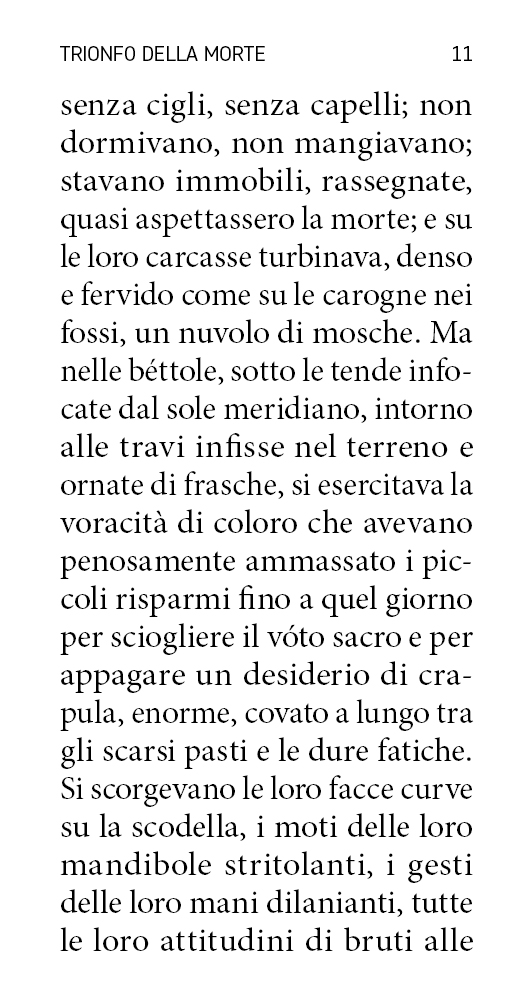 TRIONFO DELLA MORTE 11
senza cigli, senza capelli; non
dormivano, non mangiavano;
stavano immobili, rassegnate,
quasi aspettassero la morte; e su
le loro carcasse turbinava, denso
e fervido come su le carogne nei
fossi, un nuvolo di mosche. Ma
nelle béttole, sotto le tende info-
cate dal sole meridiano, intorno
alle travi infisse nel terreno e
ornate di frasche, si esercitava la
voracità di coloro che avevano
penosamente ammassato i pic-
coli risparmi fino a quel giorno
per sciogliere il vóto sacro e per
appagare un desiderio di cra-
pula, enorme, covato a lungo tra
gli scarsi pasti e le dure fatiche.
Si scorgevano le loro facce curve
su la scodella, i moti delle loro
mandibole stritolanti, i gesti
delle loro mani dilanianti, tutte
le loro attitudini di bruti alle